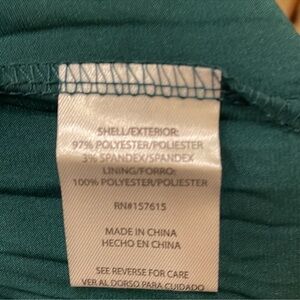 SHELL/EXTERIOR:
97% POLYESTER/POLIESTER
3% SPANDEX/SPANDEX
LINING/FORRO:
100% POLYESTER/POLIESTER
RN#157615
MADE IN CHINA
HECHO EN CHINA
SEE REVERSE FOR CARE
VER AL DORSO PARA CUIDADO